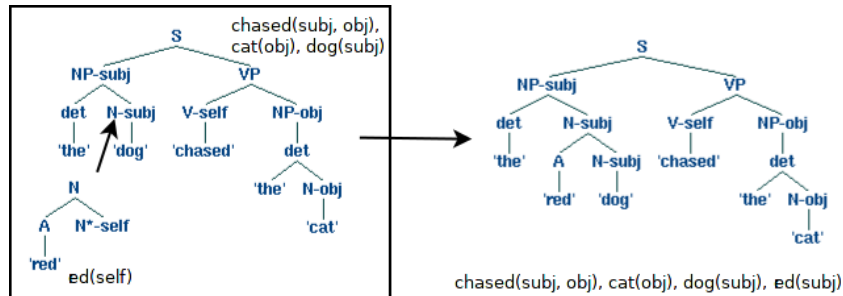 chased(subj, obj),
cat(obj), dog(subj)
S
NP-subj VP
det N-subj V-self NP-obj
'the' 'dog' 'chased' det
'the' N-obj
'cat'
N
A N*-self
'red'
ed(self)
S
NP-subj VP
det N-subj V-self NP-obj
'the' A N-subj 'chased' det
'red' 'dog' 'the' N-obj
'cat'
chased(subj, obj), cat(obj), dog(subj), ed(subj)